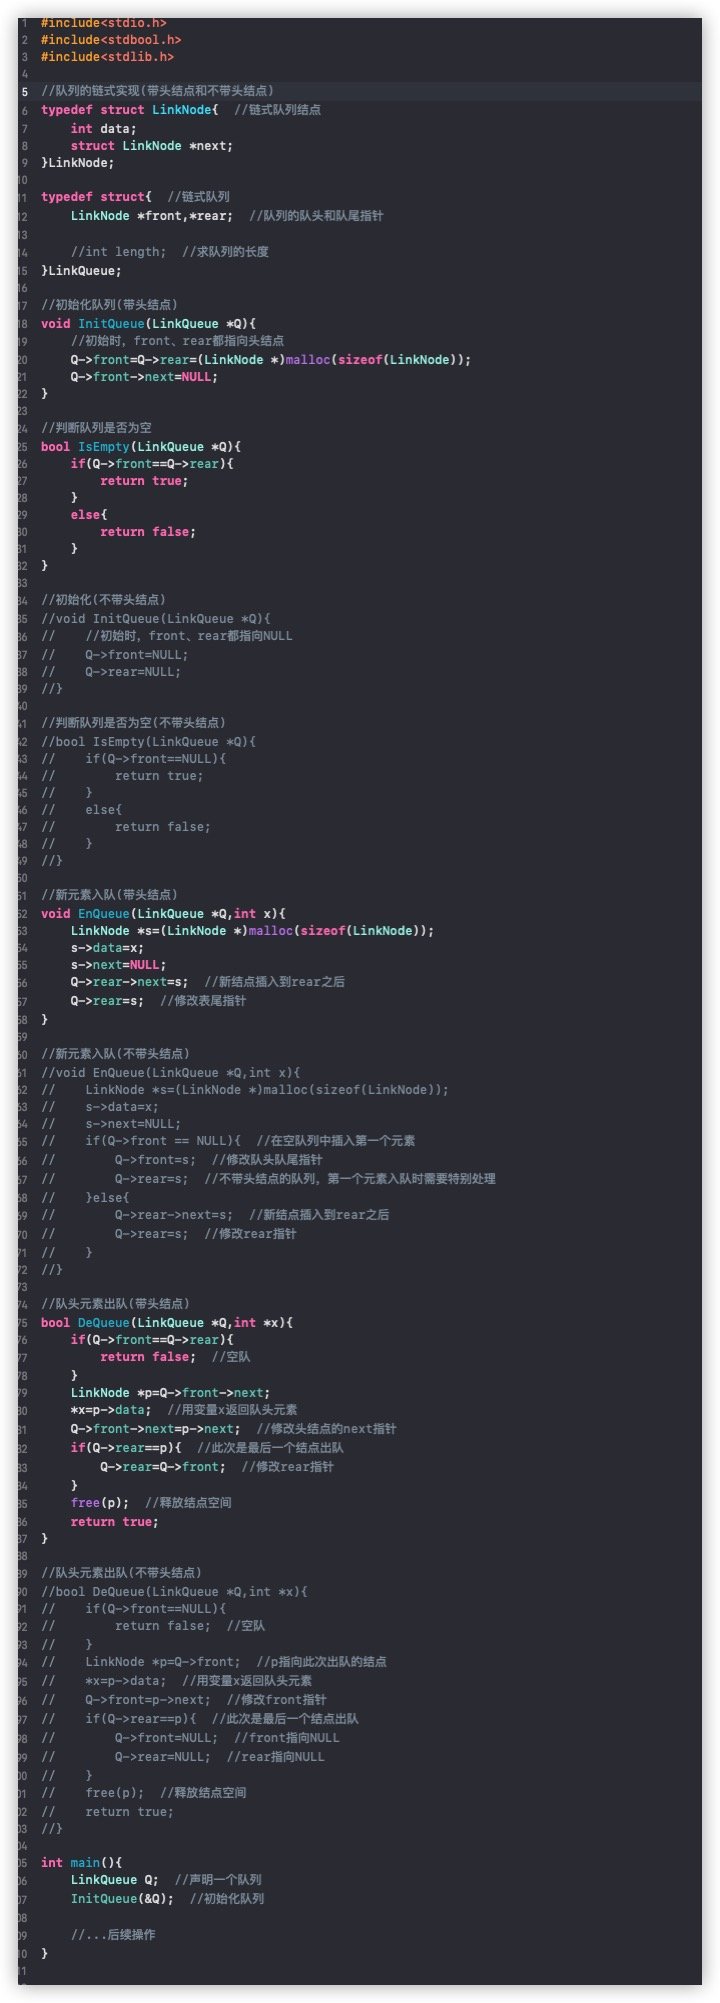 1 #include<stdio.h>
2 #include<stdbool.h>
3 #include<stdlib.h>
4
5 //队列的链式实现(带头结点和不带头结点)
6 typedef struct LinkNode{  //链式队列结点
7     int data;
8     struct LinkNode *next;
9 }LinkNode;
10
11 typedef struct{  //链式队列
12     LinkNode *front,*rear;  //队列的队头和队尾指针
13
14     //int length;  //求队列的长度
15 }LinkQueue;
16
17 //初始化队列(带头结点)
18 void InitQueue(LinkQueue *Q){
19     //初始时，front、rear都指向头结点
20     Q->front=Q->rear=(LinkNode *)malloc(sizeof(LinkNode));
21     Q->front->next=NULL;
22 }
23
24 //判断队列是否为空
25 bool IsEmpty(LinkQueue *Q){
26     if(Q->front==Q->rear){
27         return true;
28     }
29     else{
30         return false;
31     }
32 }
33
34 //初始化(不带头结点)
35 //void InitQueue(LinkQueue *Q){
36 //    //初始时，front、rear都指向NULL
37 //    Q->front=NULL;
38 //    Q->rear=NULL;
39 //}
40
41 //判断队列是否为空(不带头结点)
42 //bool IsEmpty(LinkQueue *Q){
43 //    if(Q->front==NULL){
44 //        return true;
45 //    }
46 //    else{
47 //        return false;
48 //    }
49 //}
50
51 //新元素入队(带头结点)
52 void EnQueue(LinkQueue *Q,int x){
53     LinkNode *s=(LinkNode *)malloc(sizeof(LinkNode));
54     s->data=x;
55     s->next=NULL;
56     Q->rear->next=s;  //新结点插入到rear之后
57     Q->rear=s;  //修改表尾指针
58 }
59
60 //新元素入队(不带头结点)
61 //void EnQueue(LinkQueue *Q,int x){
62 //    LinkNode *s=(LinkNode *)malloc(sizeof(LinkNode));
63 //    s->data=x;
64 //    s->next=NULL;
65 //    if(Q->front == NULL){  //在空队列中插入第一个元素
66 //        Q->front=s;  //修改队头队尾指针
67 //        Q->rear=s;  //不带头结点的队列，第一个元素入队时需要特别处理
68 //    }else{
69 //        Q->rear->next=s;  //新结点插入到rear之后
70 //        Q->rear=s;  //修改rear指针
71 //    }
72 //}
73
74 //队头元素出队(带头结点)
75 bool DeQueue(LinkQueue *Q,int *x){
76     if(Q->front==Q->rear){
77         return false;  //空队
78     }
79     LinkNode *p=Q->front->next;
80     *x=p->data;  //用变量x返回队头元素
81     Q->front->next=p->next;  //修改头结点的next指针
82     if(Q->rear==p){  //此次是最后一个结点出队
83         Q->rear=Q->front;  //修改rear指针
84     }
85     free(p);  //释放结点空间
86     return true;
87 }
88
89 //队头元素出队(不带头结点)
90 //bool DeQueue(LinkQueue *Q,int *x){
91 //    if(Q->front==NULL){
92 //        return false;  //空队
93 //    }
94 //    LinkNode *p=Q->front;  //p指向此次出队的结点
95 //    *x=p->data;  //用变量x返回队头元素
96 //    Q->front=p->next;  //修改front指针
97 //    if(Q->rear==p){  //此次是最后一个结点出队
98 //        Q->front=NULL;  //front指向NULL
99 //        Q->rear=NULL;  //rear指向NULL
00 //    }
01 //    free(p);  //释放结点空间
02 //    return true;
03 //}
04
05 int main(){
06     LinkQueue Q;  //声明一个队列
07     InitQueue(&Q);  //初始化队列
08
09     //...后续操作
10 }
11